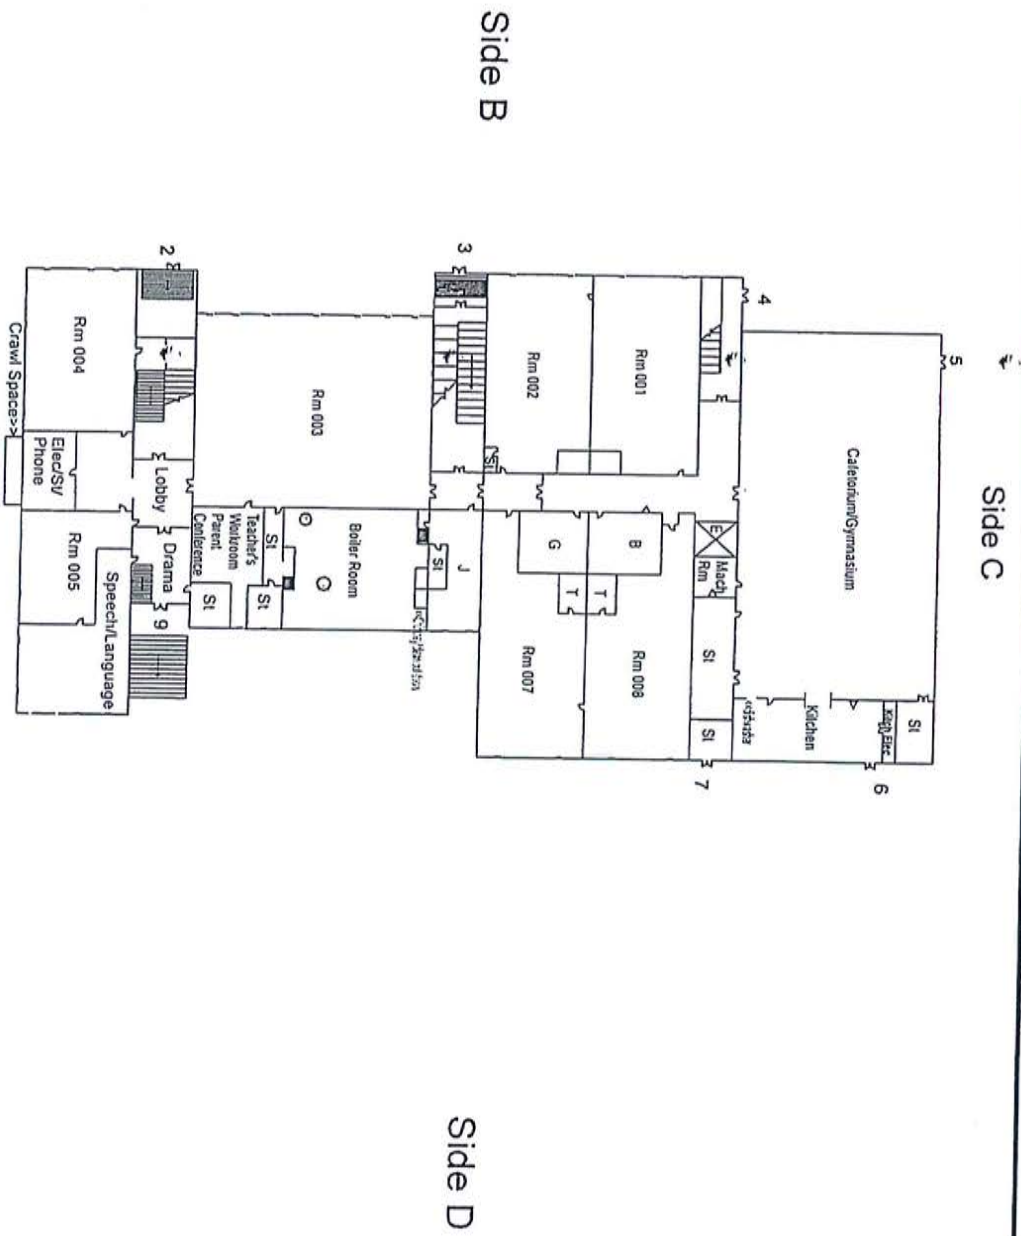 Side B
Side C
Side D
2
3
4
5
6
7
9
Cafetorium/Gymnasium
Kitchen
Kitch Elec
St
Rm 001
Rm 002
St
E
Mach
Rm
St
St
B
G
T
T
Rm 008
Rm 007
Rm 003
J
St
Boiler Room
St
Teacher's
Workroom
Parent
Conference
St
St
Lobby
Drama
Rm 004
Elec/St/
Phone
Crawl Space>>
Rm 005
Speech/Language